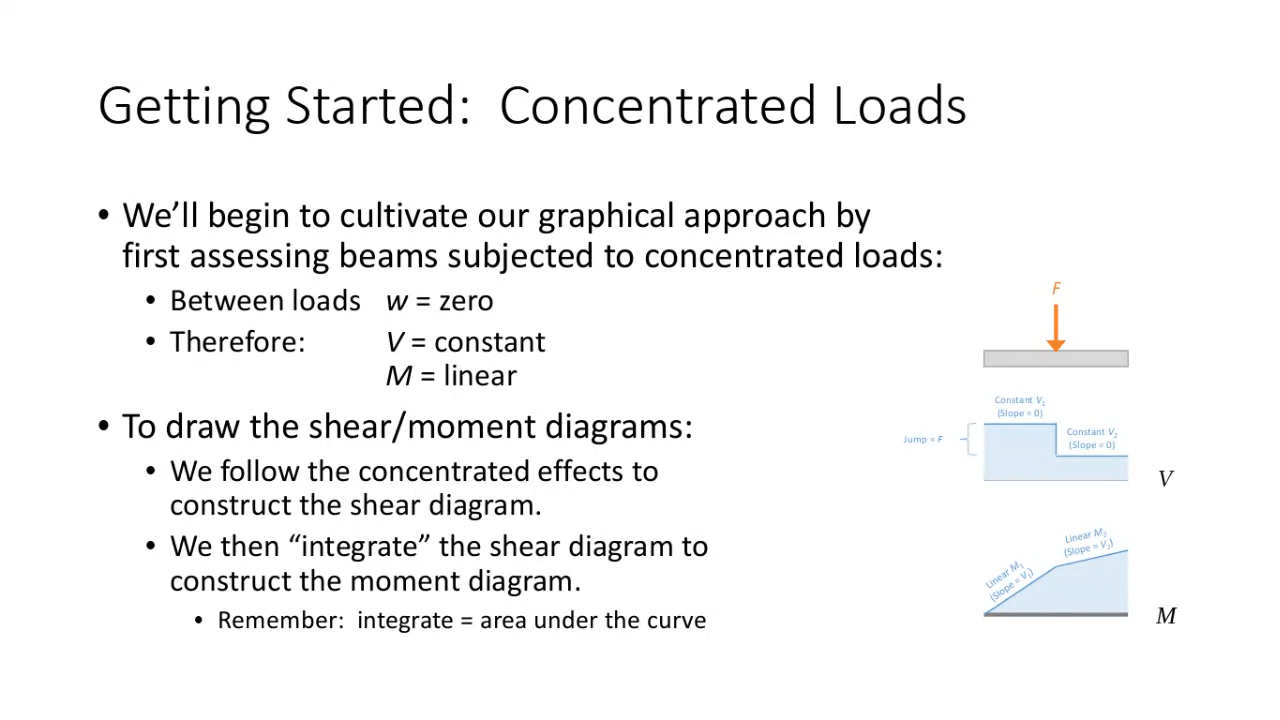 Getting Started:  Concentrated Loads
• We’ll begin to cultivate our graphical approach by
first assessing beams subjected to concentrated loads:
• Between loads   w = zero
• Therefore:   V = constant
M = linear
• To draw the shear/moment diagrams:
• We follow the concentrated effects to
construct the shear diagram.
• We then “integrate” the shear diagram to
construct the moment diagram.
• Remember:  integrate = area under the curve
F
Constant V₁
(Slope = 0)
Jump = F
Constant V₂
(Slope = 0)
V
Linear M₁
(Slope = V₁)
Linear M₂
(Slope = V₂)
M